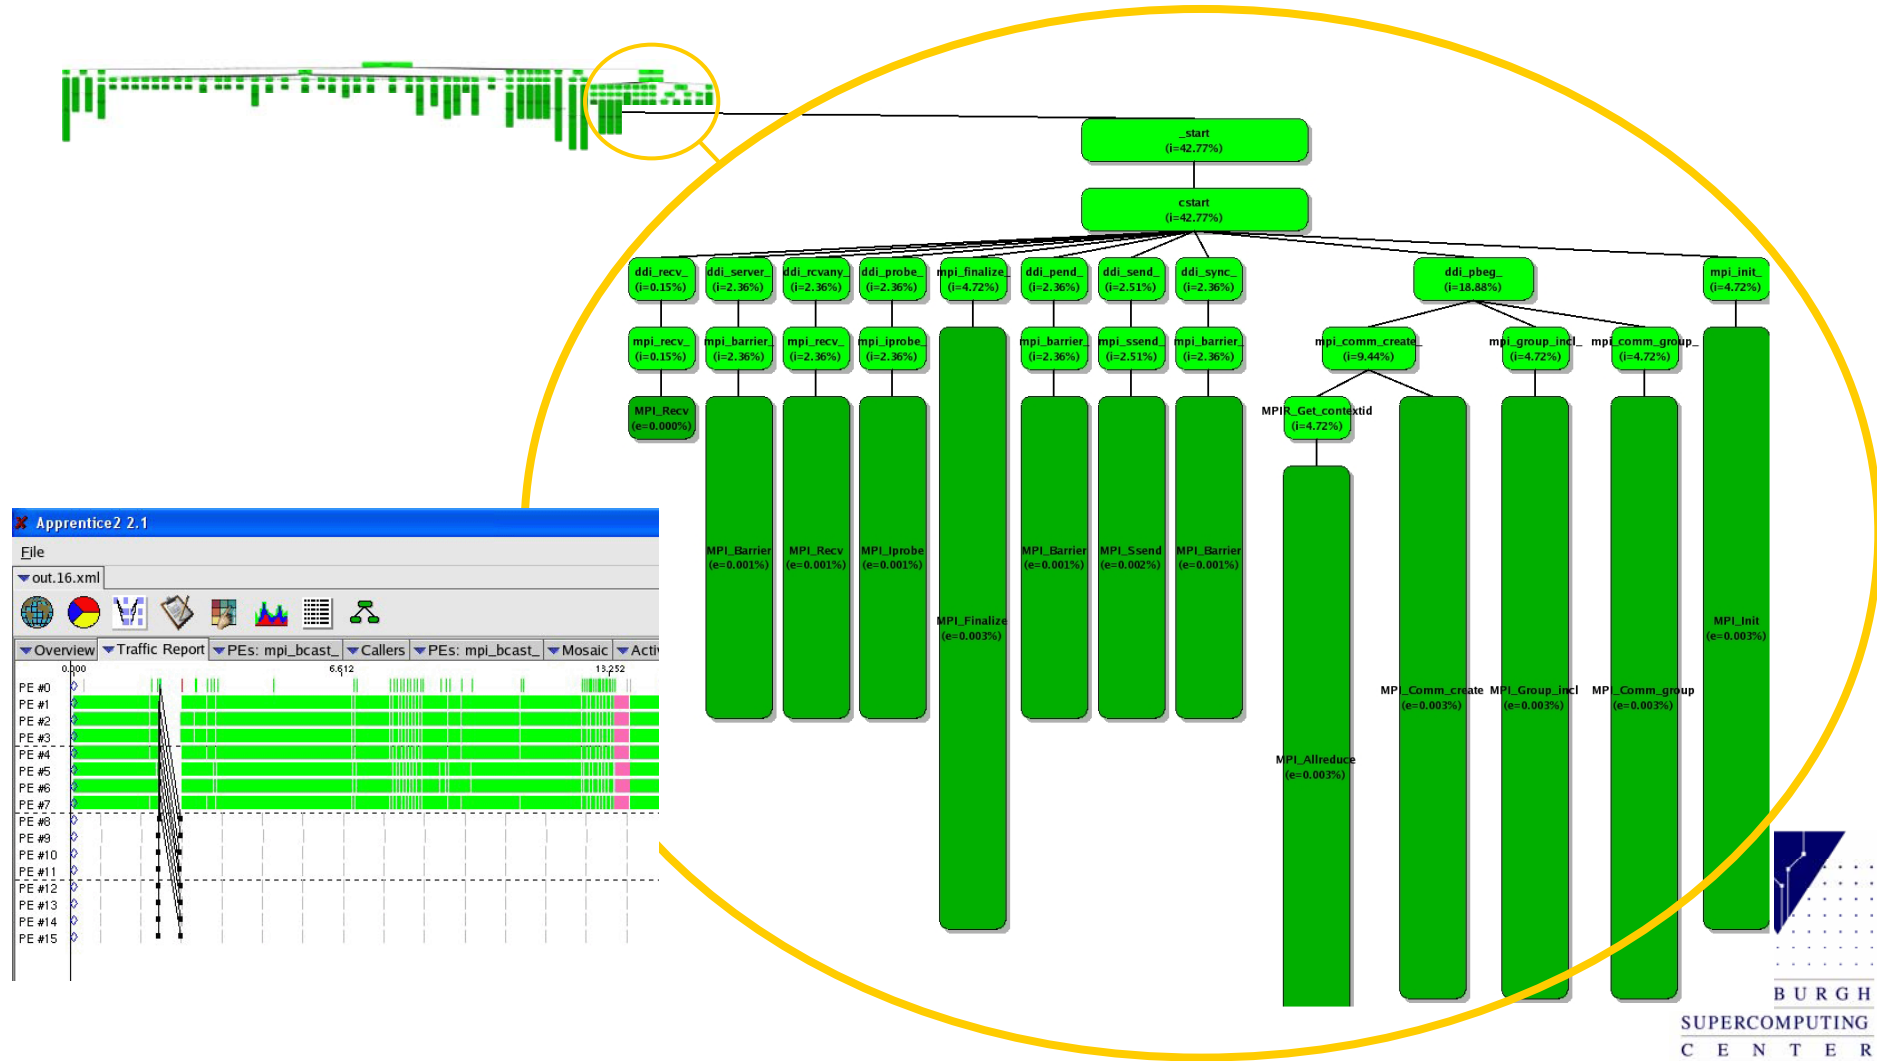 _start
(i=42.77%)
cstart
(i=42.77%)
ddi_recv_
(i=0.15%)
ddi_server_
(i=2.36%)
ddi_rcvany_
(i=2.36%)
ddi_probe_
(i=2.36%)
mpi_finalize_
(i=4.72%)
ddi_pend_
(i=2.36%)
ddi_send_
(i=2.51%)
ddi_sync_
(i=2.36%)
ddi_pbeg_
(i=18.88%)
mpi_init_
(i=4.72%)
mpi_recv_
(i=0.15%)
mpi_barrier_
(i=2.36%)
mpi_recv_
(i=2.36%)
mpi_iprobe_
(i=2.36%)
mpi_barrier_
(i=2.36%)
mpi_ssend_
(i=2.51%)
mpi_barrier_
(i=2.36%)
mpi_comm_create_
(i=9.44%)
mpi_group_incl_
(i=4.72%)
mpi_comm_group_
(i=4.72%)
MPI_Recv
(e=0.000%)
MPIR_Get_contextid
(i=4.72%)
MPI_Barrier
(e=0.001%)
MPI_Recv
(e=0.001%)
MPI_Iprobe
(e=0.001%)
MPI_Finalize
(e=0.003%)
MPI_Barrier
(e=0.001%)
MPI_Ssend
(e=0.002%)
MPI_Barrier
(e=0.001%)
MPI_Init
(e=0.003%)
MPI_Comm_create
(e=0.003%)
MPI_Group_incl
(e=0.003%)
MPI_Comm_group
(e=0.003%)
MPI_Allreduce
(e=0.003%)
Apprentice2 2.1
File
out.16.xml
Overview Traffic Report PEs: mpi_bcast_ Callers PEs: mpi_bcast_ Mosaic Acti
0.000 6.612 13.252
PE #0
PE #1
PE #2
PE #3
PE #4
PE #5
PE #6
PE #7
PE #8
PE #9
PE #10
PE #11
PE #12
PE #13
PE #14
PE #15
BURGH
SUPERCOMPUTING
CENTER